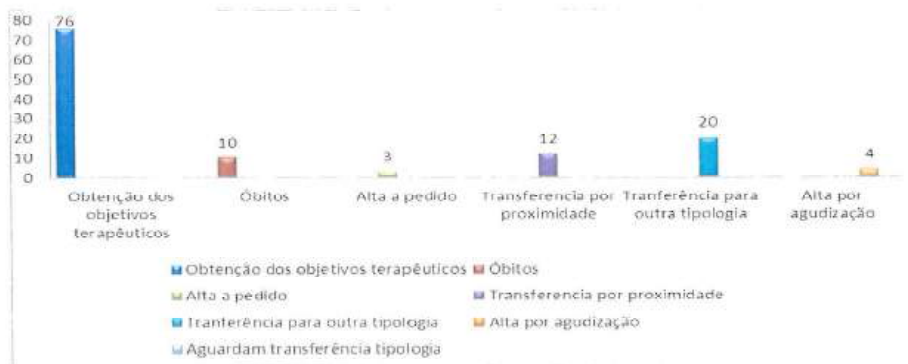 80
76
70
60
50
40
30
20
10
0
10
3
12
20
4
Obtenção dos objetivos terapêuticos
Óbitos
Alta a pedido
Transferencia por proximidade
Tranferência para outra tipologia
Alta por agudização
Obtenção dos objetivos terapêuticos
Óbitos
Alta a pedido
Transferencia por proximidade
Tranferência para outra tipologia
Alta por agudização
Aguardam transferência tipologia